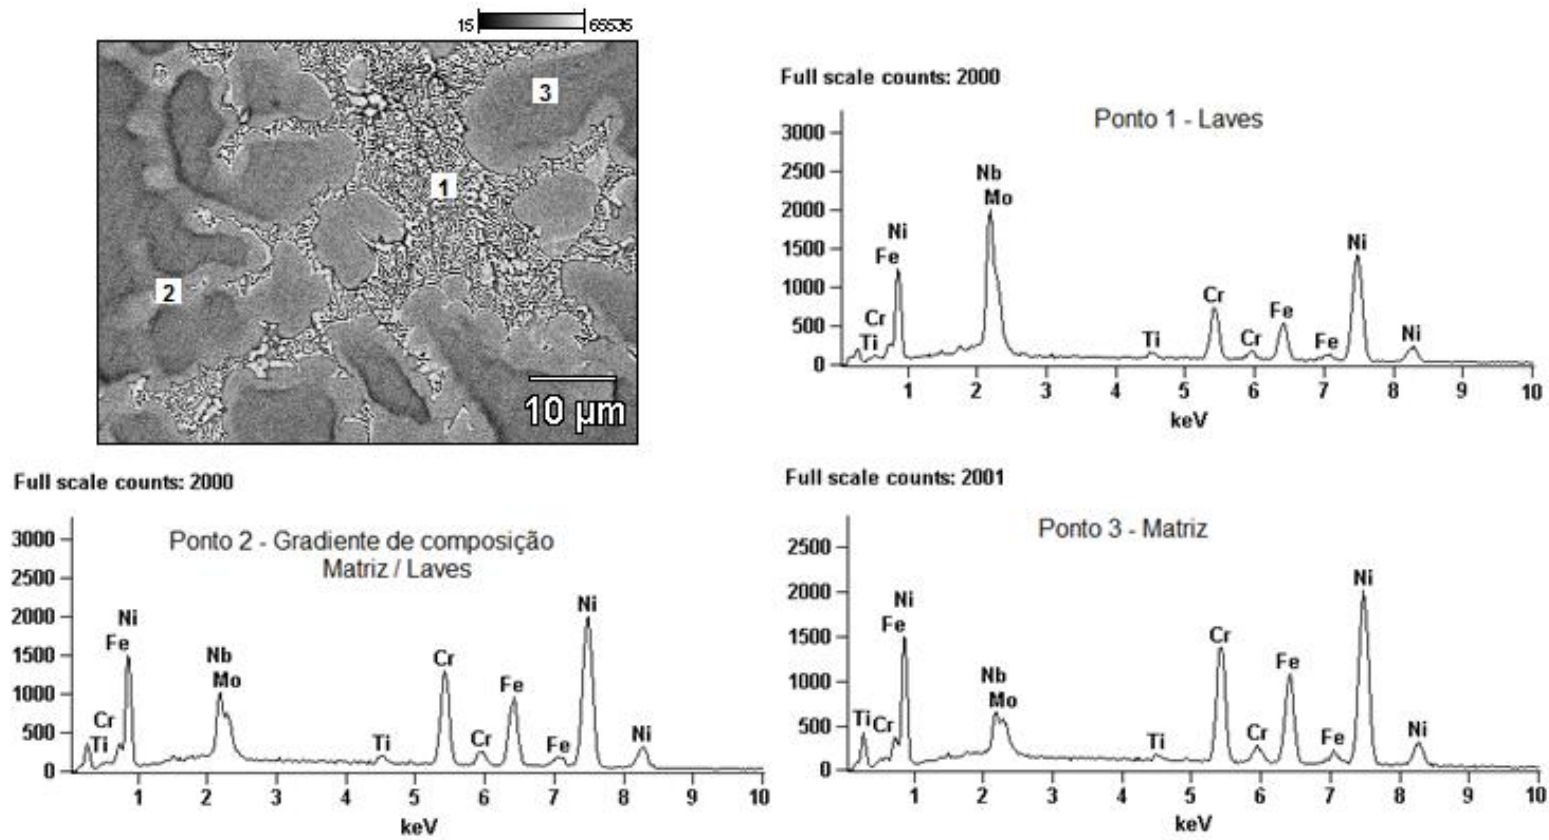 15 65535
1
2
3
10 µm
Full scale counts: 2000
Ponto 1 - Laves
3000
2500
2000
1500
1000
500
0
Nb
Mo
Ni
Fe
Cr
Ti
Ti
Cr
Cr
Fe
Fe
Ni
Ni
1 2 3 4 5 6 7 8 9 10
keV
Full scale counts: 2000
Ponto 2 - Gradiente de composição
Matriz / Laves
3000
2500
2000
1500
1000
500
0
Ni
Fe
Cr
Ti
Nb
Mo
Ti
Cr
Cr
Fe
Fe
Ni
Ni
1 2 3 4 5 6 7 8 9 10
keV
Full scale counts: 2001
Ponto 3 - Matriz
2500
2000
1500
1000
500
0
Ni
Fe
Ti Cr
Nb
Mo
Ti
Cr
Cr
Fe
Fe
Ni
Ni
1 2 3 4 5 6 7 8 9 10
keV